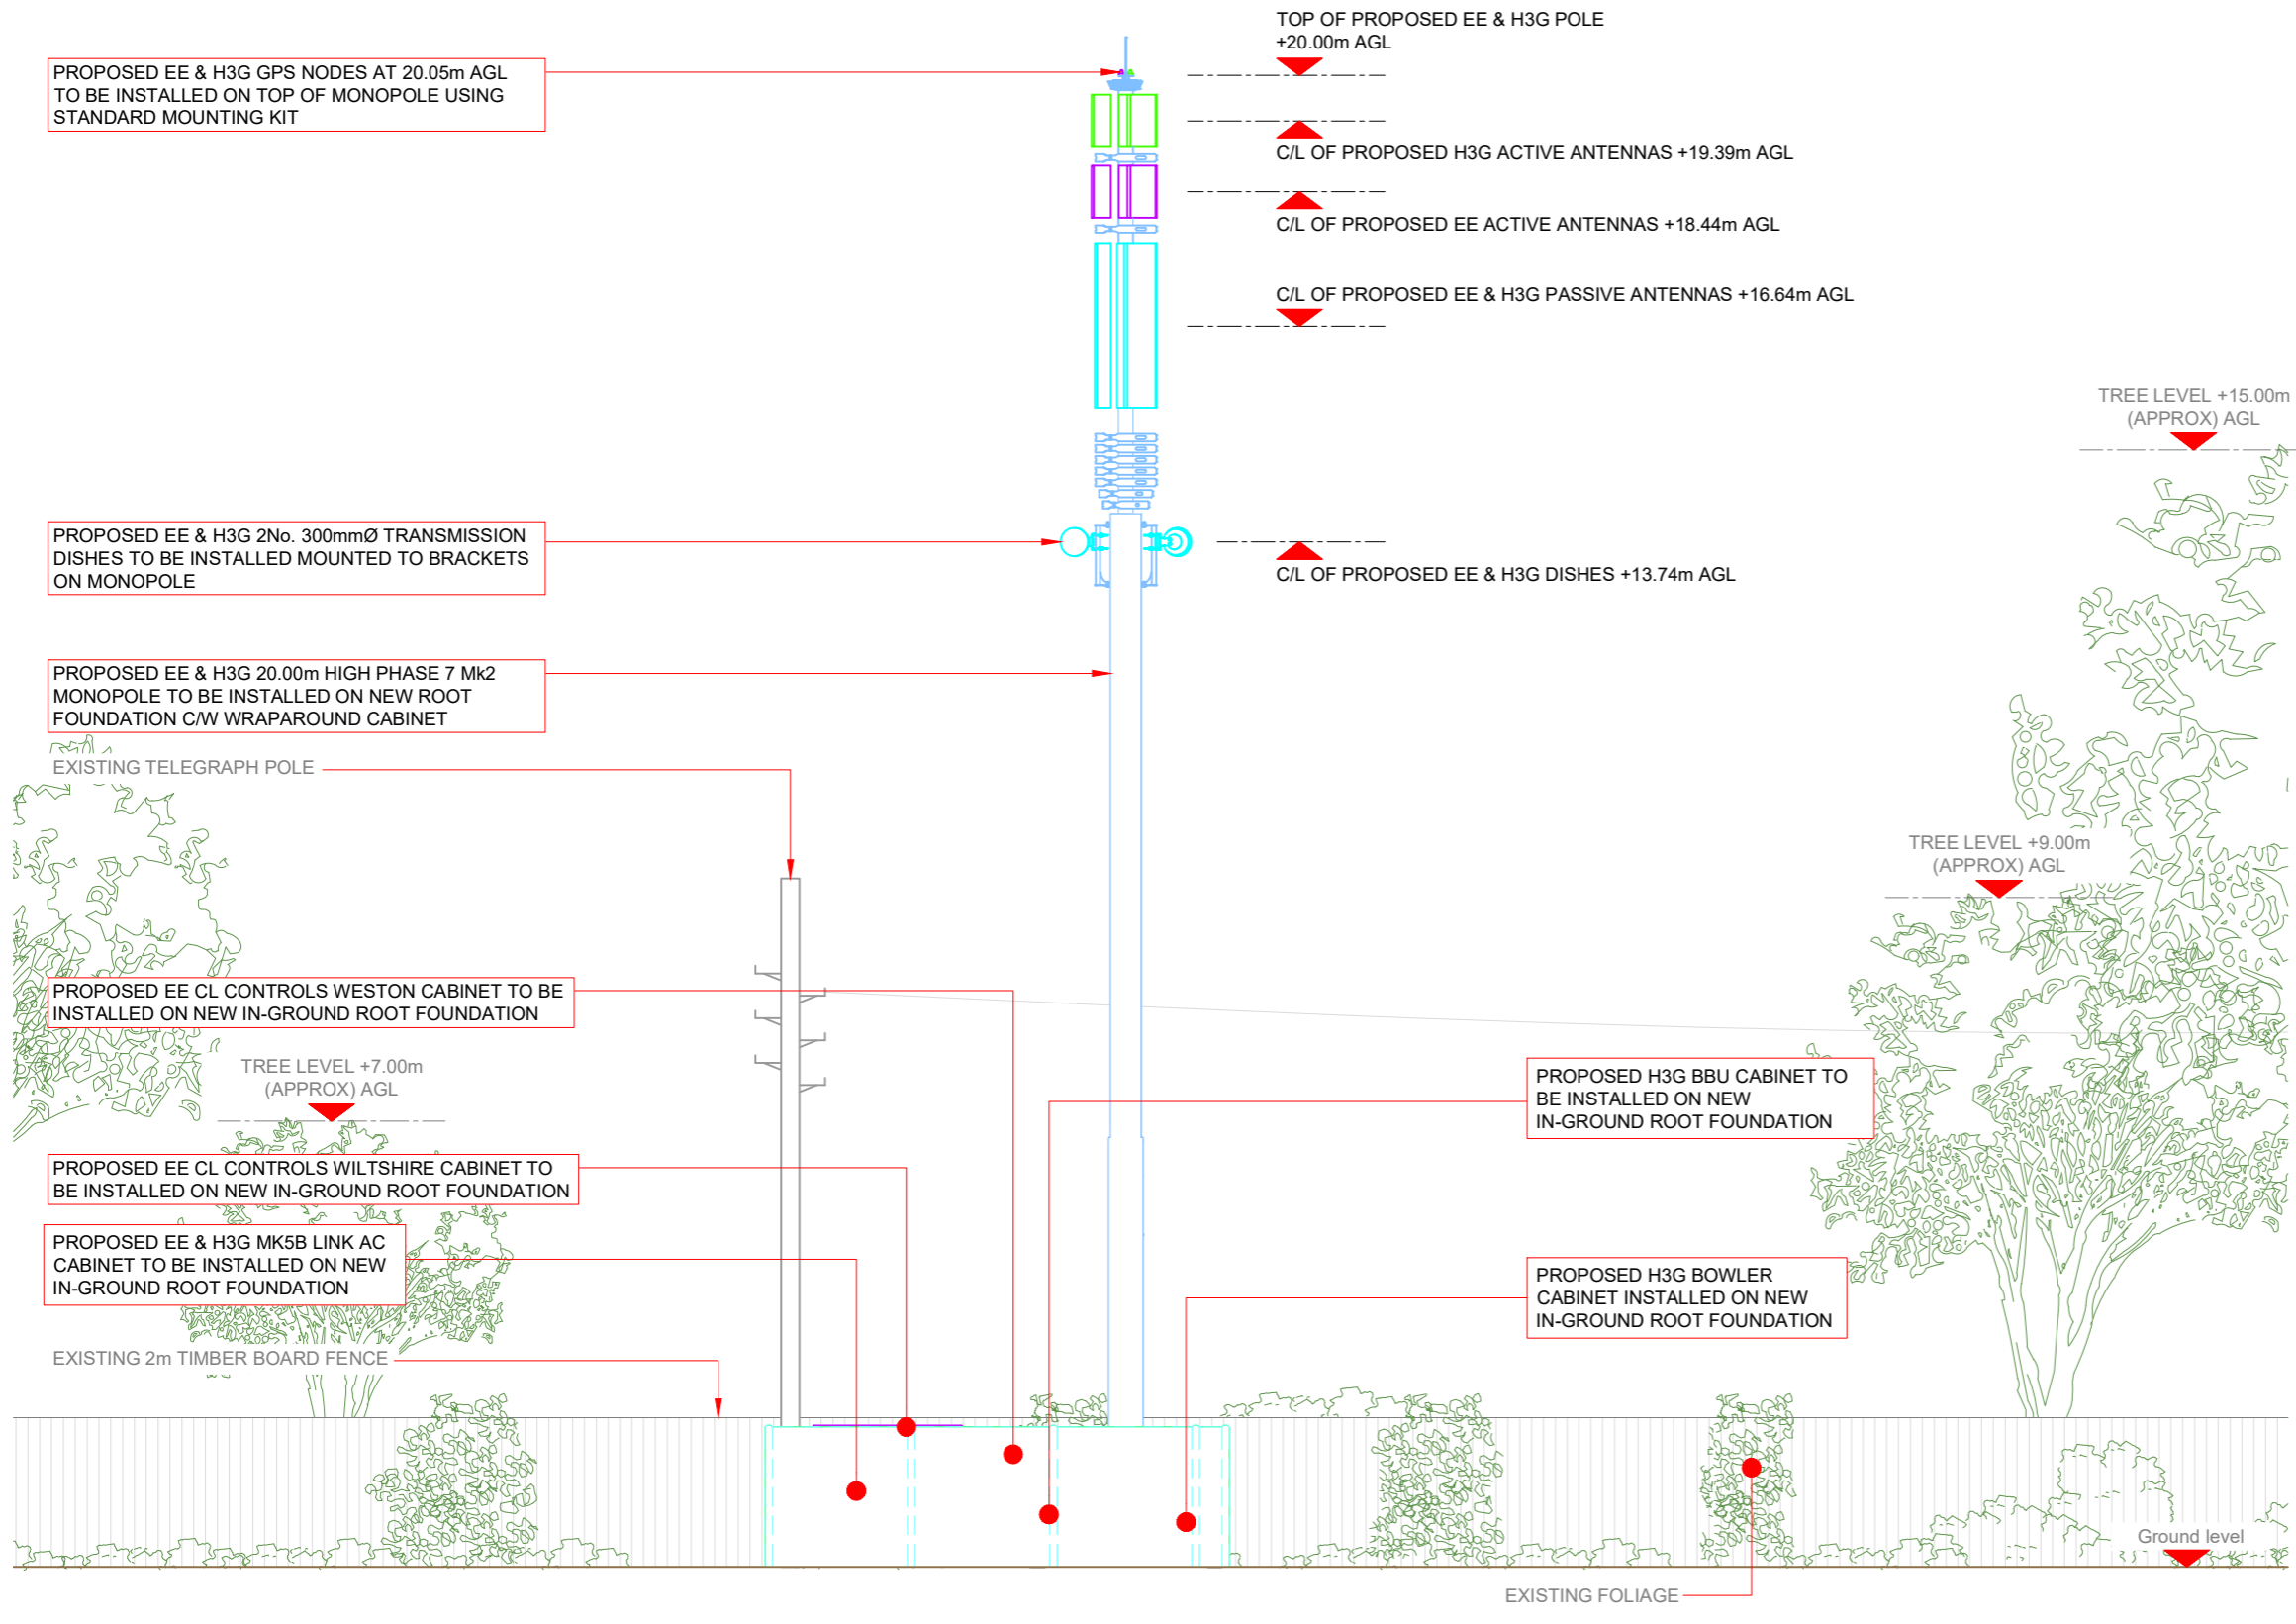 TOP OF PROPOSED EE & H3G POLE
+20.00m AGL
PROPOSED EE & H3G GPS NODES AT 20.05m AGL
TO BE INSTALLED ON TOP OF MONOPOLE USING
STANDARD MOUNTING KIT
C/L OF PROPOSED H3G ACTIVE ANTENNAS +19.39m AGL
C/L OF PROPOSED EE ACTIVE ANTENNAS +18.44m AGL
C/L OF PROPOSED EE & H3G PASSIVE ANTENNAS +16.64m AGL
TREE LEVEL +15.00m
(APPROX) AGL
PROPOSED EE & H3G 2No. 300mmØ TRANSMISSION
DISHES TO BE INSTALLED MOUNTED TO BRACKETS
ON MONOPOLE
C/L OF PROPOSED EE & H3G DISHES +13.74m AGL
PROPOSED EE & H3G 20.00m HIGH PHASE 7 Mk2
MONOPOLE TO BE INSTALLED ON NEW ROOT
FOUNDATION C/W WRAPAROUND CABINET
EXISTING TELEGRAPH POLE
TREE LEVEL +9.00m
(APPROX) AGL
PROPOSED EE CL CONTROLS WESTON CABINET TO BE
INSTALLED ON NEW IN-GROUND ROOT FOUNDATION
TREE LEVEL +7.00m
(APPROX) AGL
PROPOSED H3G BBU CABINET TO
BE INSTALLED ON NEW
IN-GROUND ROOT FOUNDATION
PROPOSED EE CL CONTROLS WILTSHIRE CABINET TO
BE INSTALLED ON NEW IN-GROUND ROOT FOUNDATION
PROPOSED EE & H3G MK5B LINK AC
CABINET TO BE INSTALLED ON NEW
IN-GROUND ROOT FOUNDATION
PROPOSED H3G BOWLER
CABINET INSTALLED ON NEW
IN-GROUND ROOT FOUNDATION
EXISTING 2m TIMBER BOARD FENCE
Ground level
EXISTING FOLIAGE